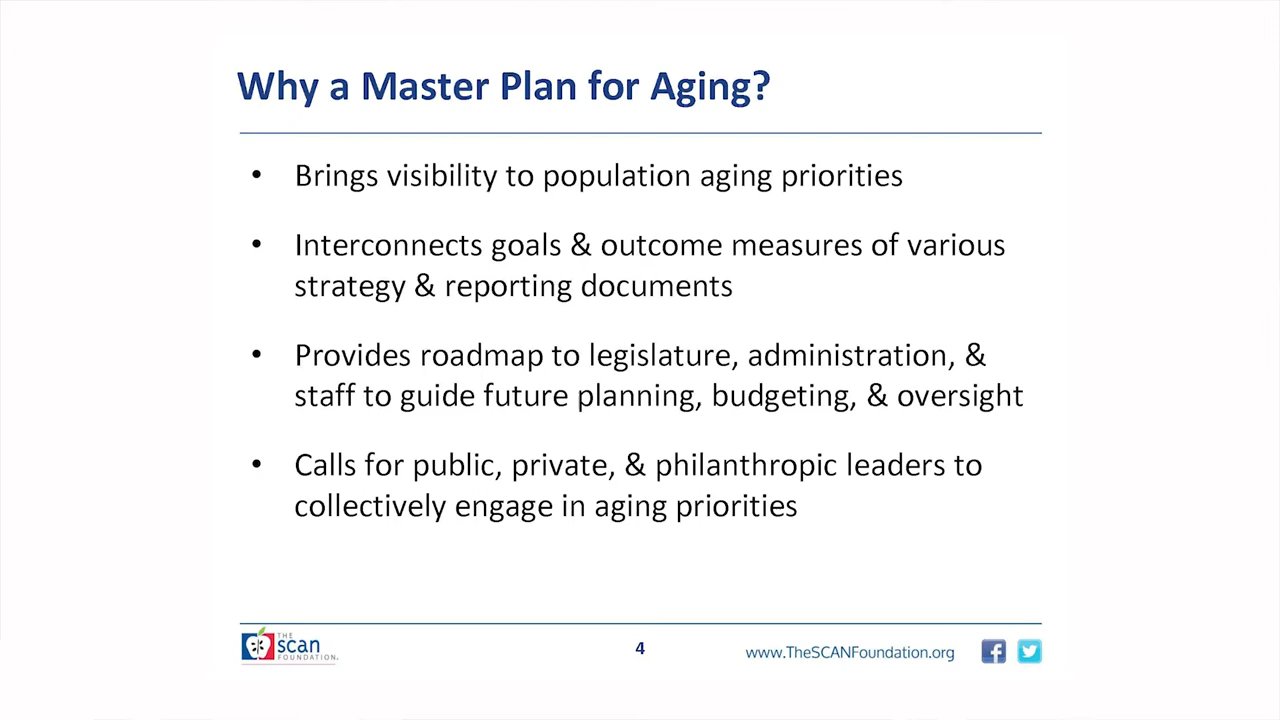 Why a Master Plan for Aging?
• Brings visibility to population aging priorities
• Interconnects goals & outcome measures of various
strategy & reporting documents
• Provides roadmap to legislature, administration, &
staff to guide future planning, budgeting, & oversight
• Calls for public, private, & philanthropic leaders to
collectively engage in aging priorities
THE
scan
FOUNDATION.
4
www.TheSCANFoundation.org